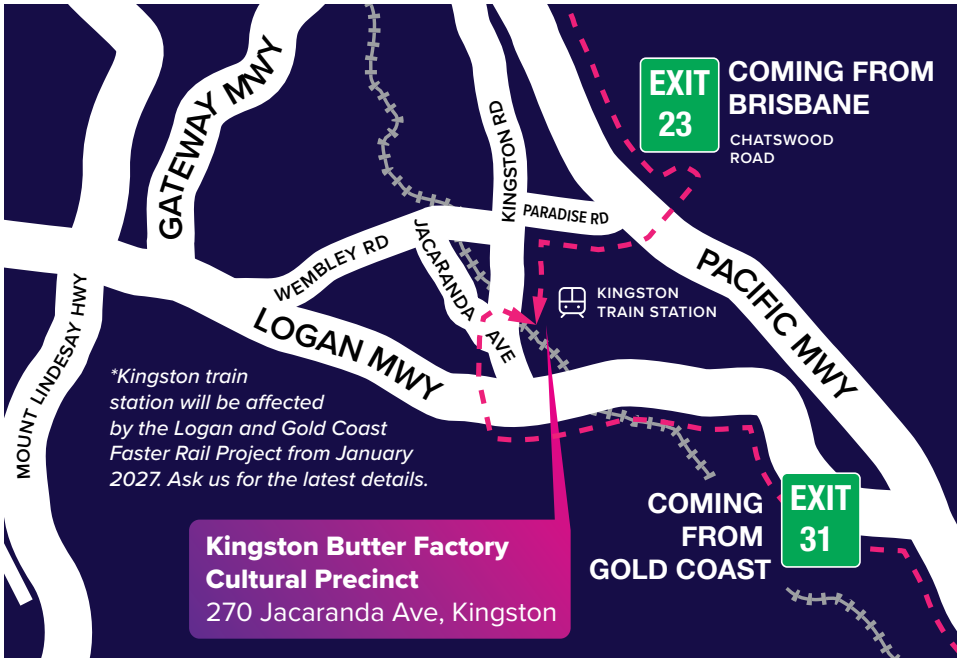 EXIT
23
COMING FROM
BRISBANE
CHATSWOOD
ROAD
GATEWAY MWY
KINGSTON RD
PARADISE RD
WEMBLEY RD
JACARANDA AVE
KINGSTON
TRAIN STATION
PACIFIC MWY
LOGAN MWY
MOUNT LINDESAY HWY
*Kingston train
station will be affected
by the Logan and Gold Coast
Faster Rail Project from January
2027. Ask us for the latest details.
COMING
FROM
GOLD COAST
EXIT
31
Kingston Butter Factory
Cultural Precinct
270 Jacaranda Ave, Kingston